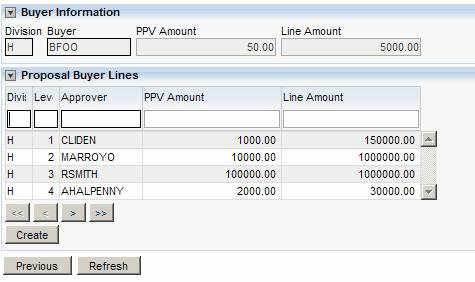 Buyer Information
Division Buyer PPV Amount Line Amount
H BFOO 50.00 5000.00
Proposal Buyer Lines
Divis Leve Approver PPV Amount Line Amount
H 1 CLIDEN 1000.00 150000.00
H 2 MARROYO 10000.00 1000000.00
H 3 RSMITH 100000.00 1000000.00
H 4 AHALPENNY 2000.00 30000.00
<< < > >>
Create
Previous Refresh